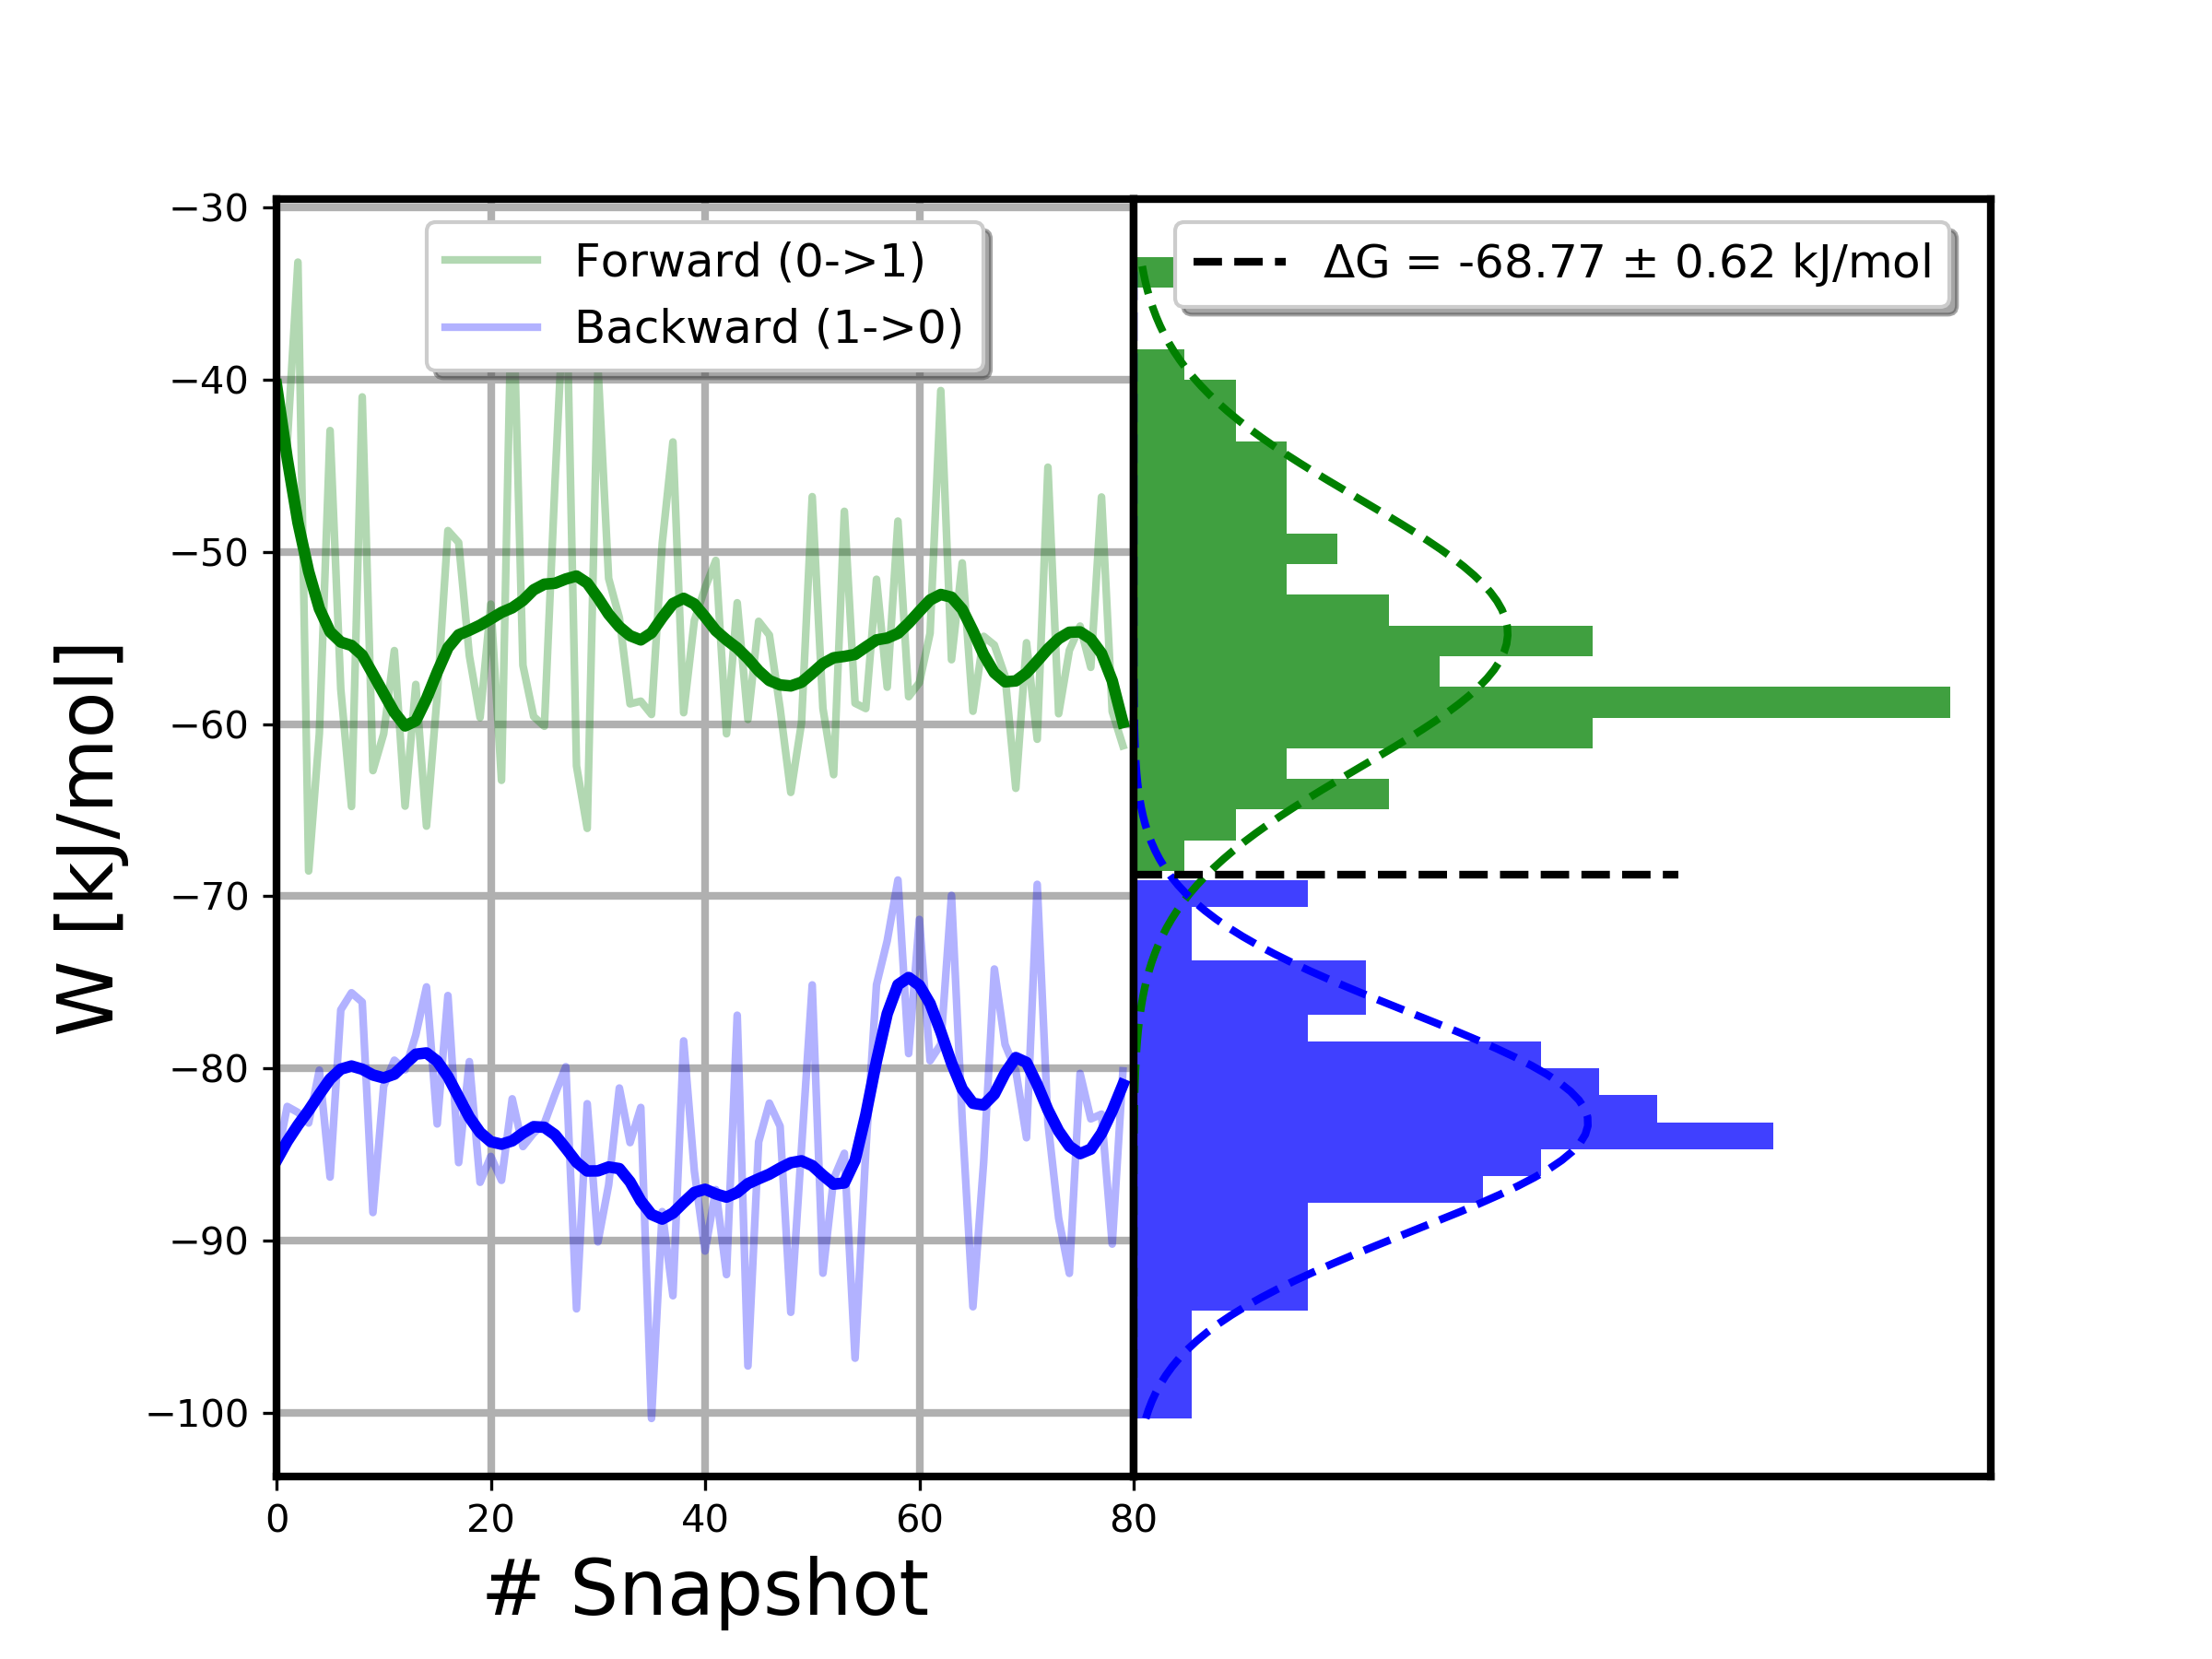 Forward (0->1)
Backward (1->0)
ΔG = -68.77 ± 0.62 kJ/mol
W [kJ/mol]
−30
−40
−50
−60
−70
−80
−90
−100
0 20 40 60 80
# Snapshot